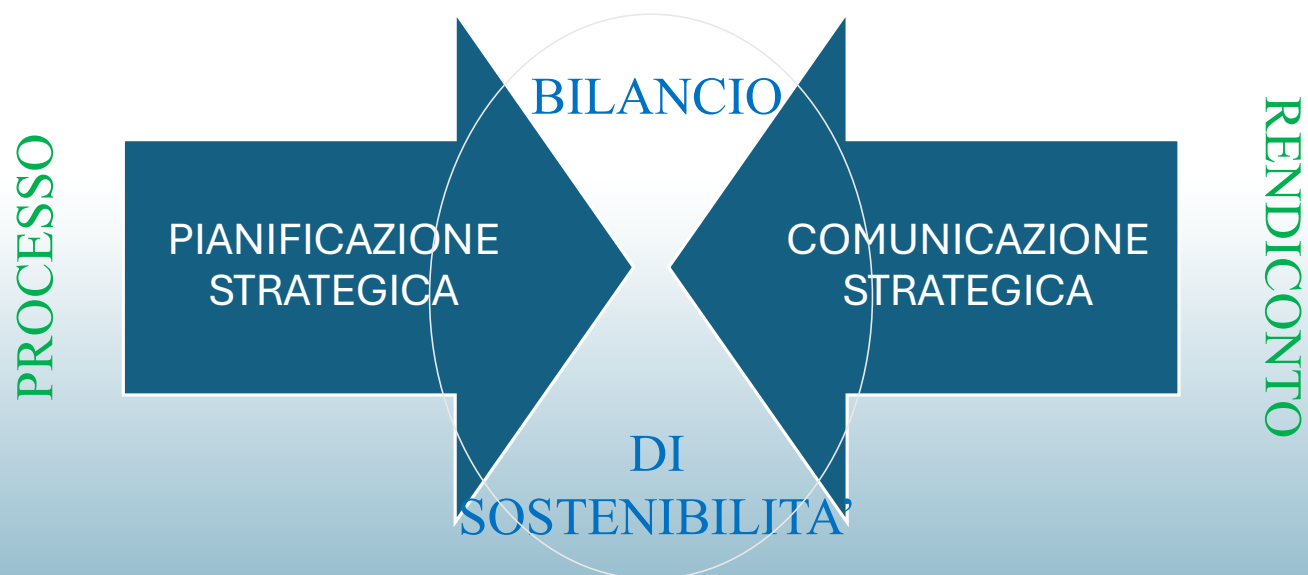 PROCESSO
PIANIFICAZIONE
STRATEGICA
BILANCIO
DI
SOSTENIBILITA’
COMUNICAZIONE
STRATEGICA
RENDICONTO